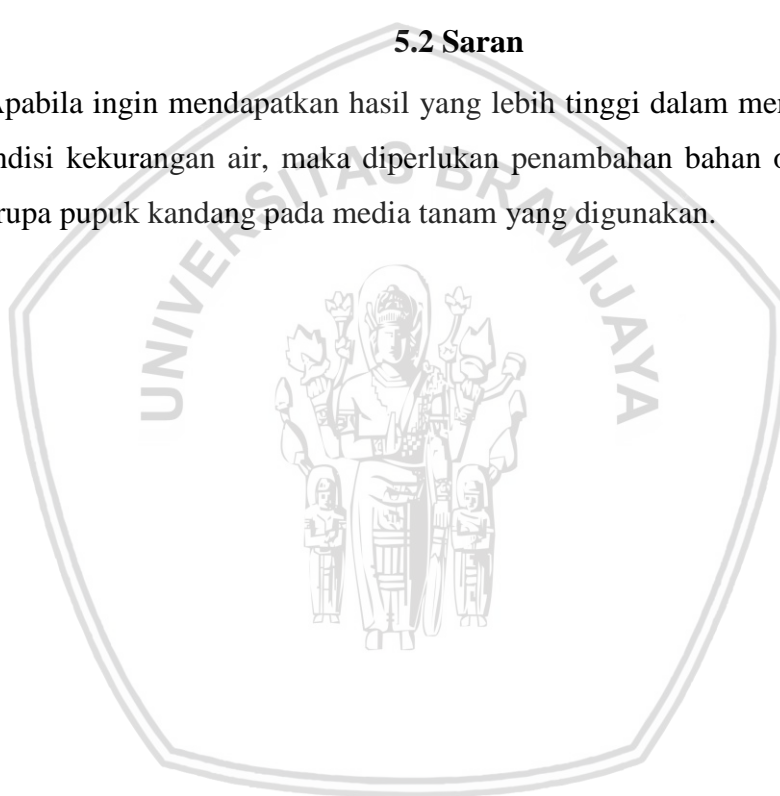 5.2 Saran
Apabila ingin mendapatkan hasil yang lebih tinggi dalam
kekurangan air, maka diperlukan penambahan bahan
pupuk kandang pada media tanam yang digunakan.
UNIVERSITAS BRAWIJAYA